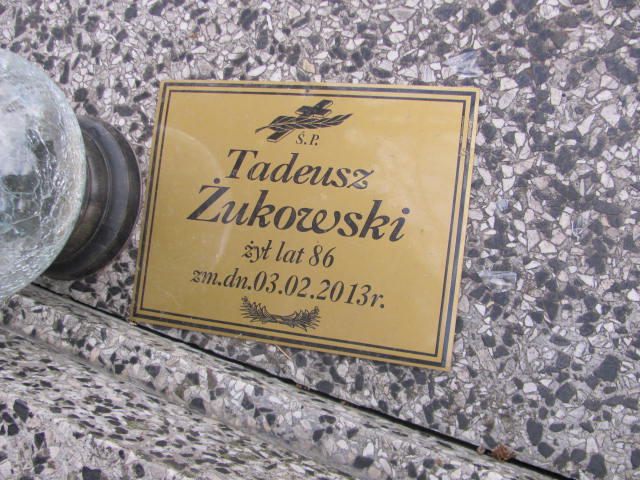 Ś.P.
Tadeusz
Żukowski
żył lat 86
zm.dn.03.02.2013r.